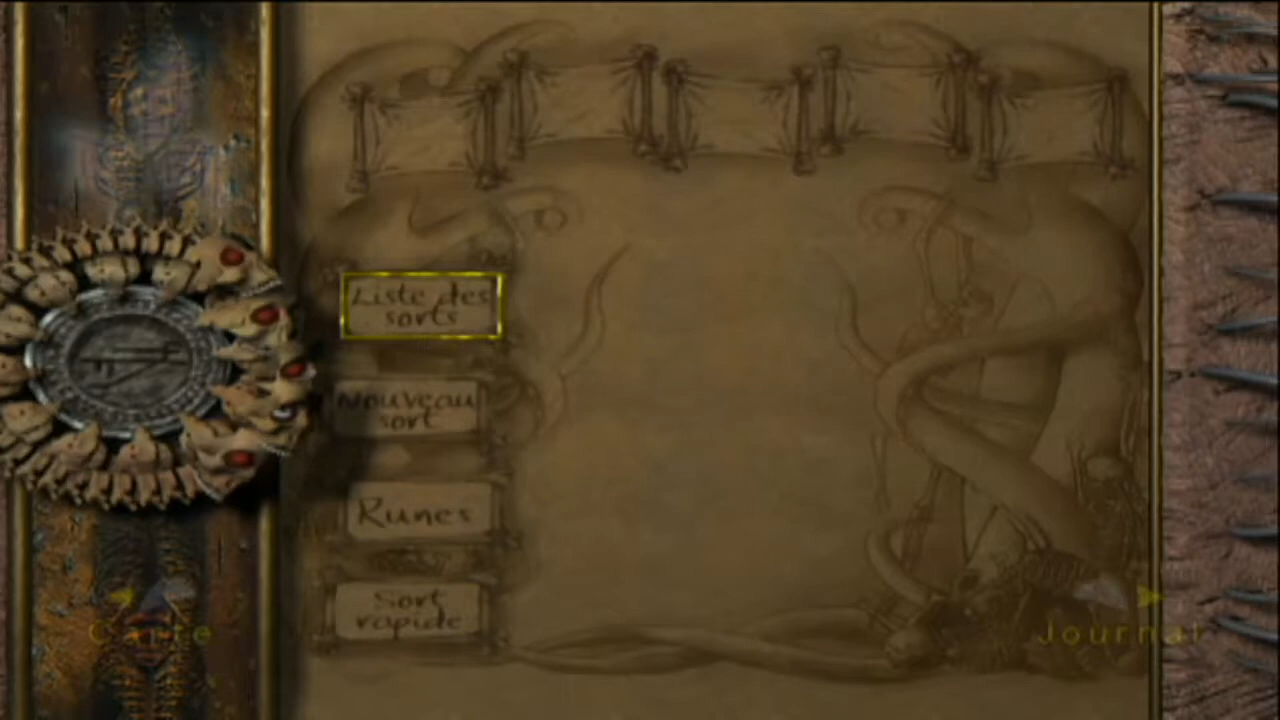 Liste des
sorts
Nouveau
sort
Runes
Sort
rapide
Carte
Journal